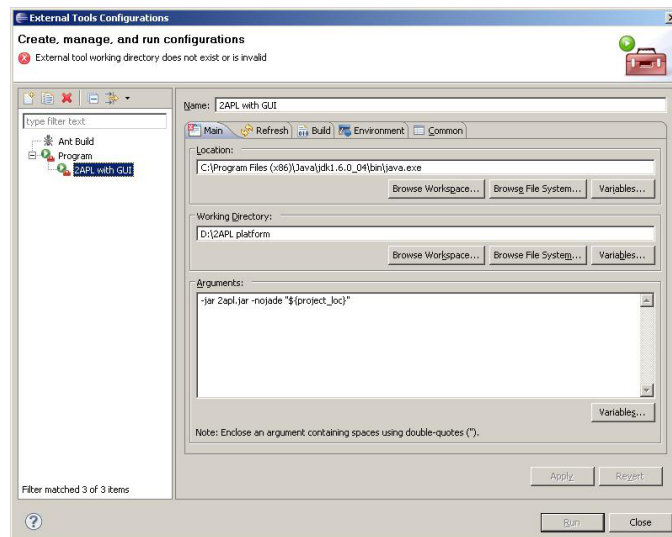 External Tools Configurations
Create, manage, and run configurations
External tool working directory does not exist or is invalid
type filter text
Ant Build
Program
2APL with GUI
Filter matched 3 of 3 items
Name: 2APL with GUI
Main Refresh Build Environment Common
Location:
C:\Program Files (x86)\Java\jdk1.6.0_04\bin\java.exe
Browse Workspace... Browse File System... Variables...
Working Directory:
D:\2APL platform
Browse Workspace... Browse File System... Variables...
Arguments:
-jar 2apl.jar -nojade "${project_loc}"
Variables...
Note: Enclose an argument containing spaces using double-quotes (").
Apply Revert
Run Close